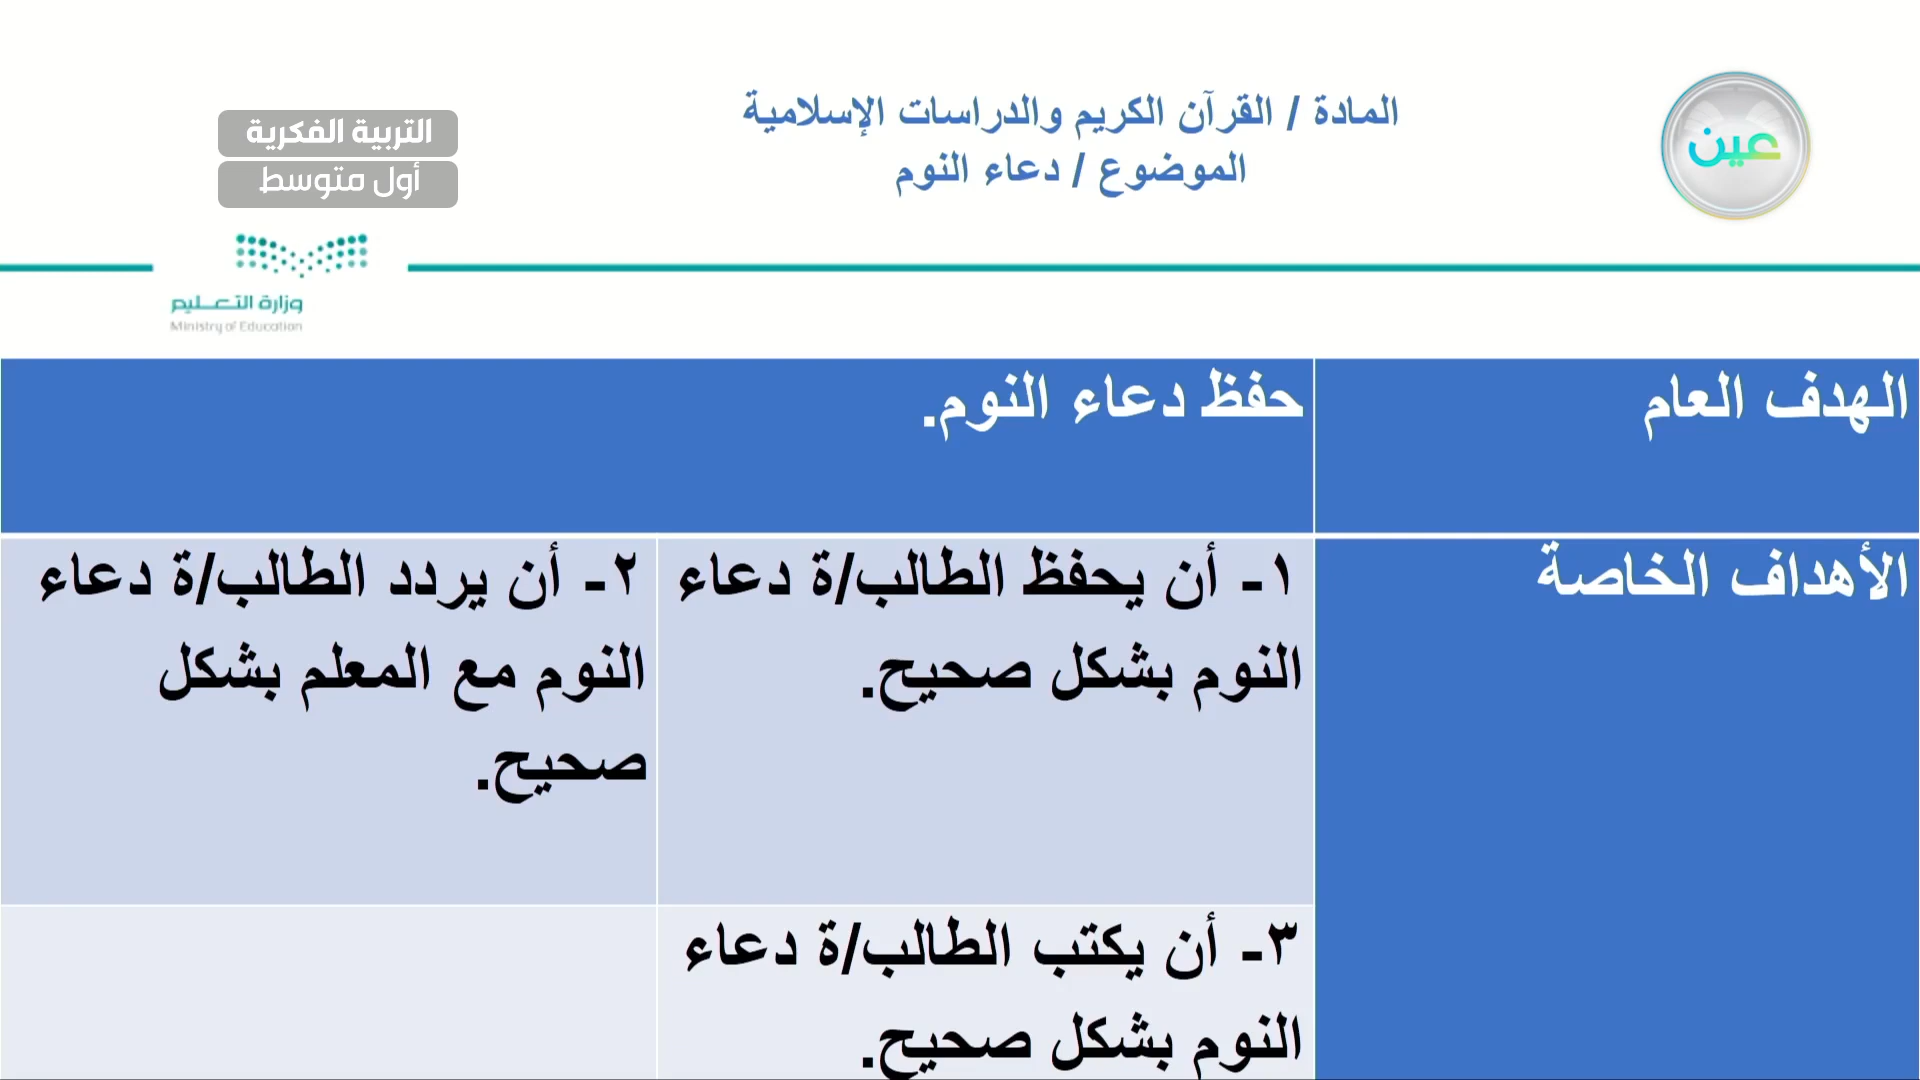 المادة / القرآن الكريم والدراسات الإسلامية
الموضوع / دعاء النوم
عين
التربية الفكرية
أول متوسط
وزارة التعليم
Ministry of Education
الهدف العام
حفظ دعاء النوم.
الأهداف الخاصة
١- أن يحفظ الطالب/ة دعاء
النوم بشكل صحيح.
٢- أن يردد الطالب/ة دعاء
النوم مع المعلم بشكل
صحيح.
٣- أن يكتب الطالب/ة دعاء
النوم بشكل صحيح.